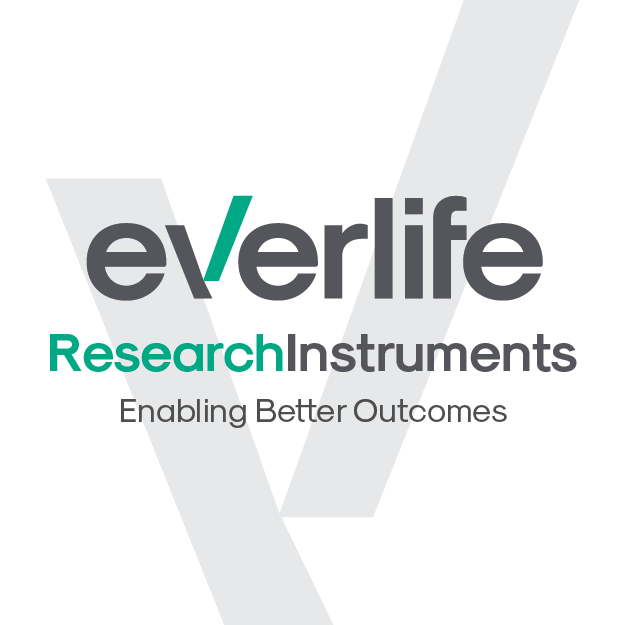 everlife
ResearchInstruments
Enabling Better Outcomes